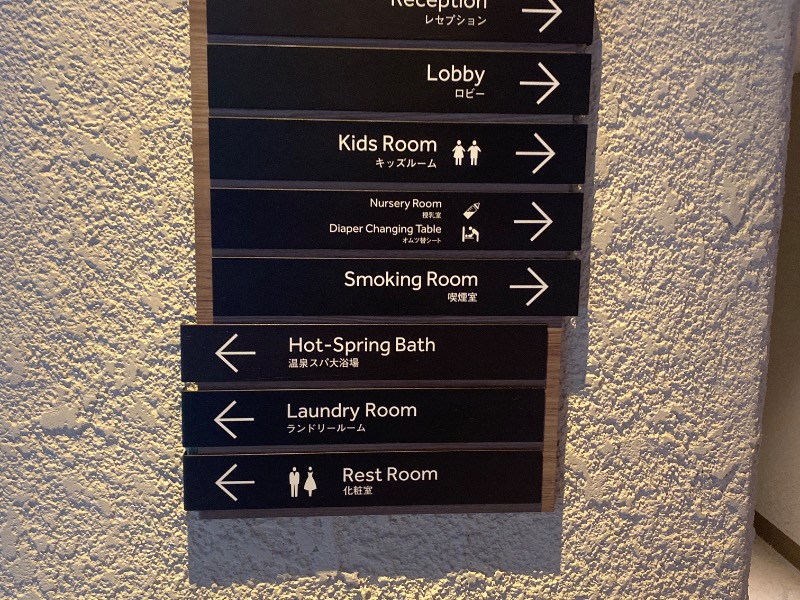 Reception
レセプション
Lobby
ロビー
Kids Room
キッズルーム
Nursery Room
授乳室
Diaper Changing Table
オムツ替シート
Smoking Room
喫煙室
Hot-Spring Bath
温泉スパ大浴場
Laundry Room
ランドリールーム
Rest Room
化粧室